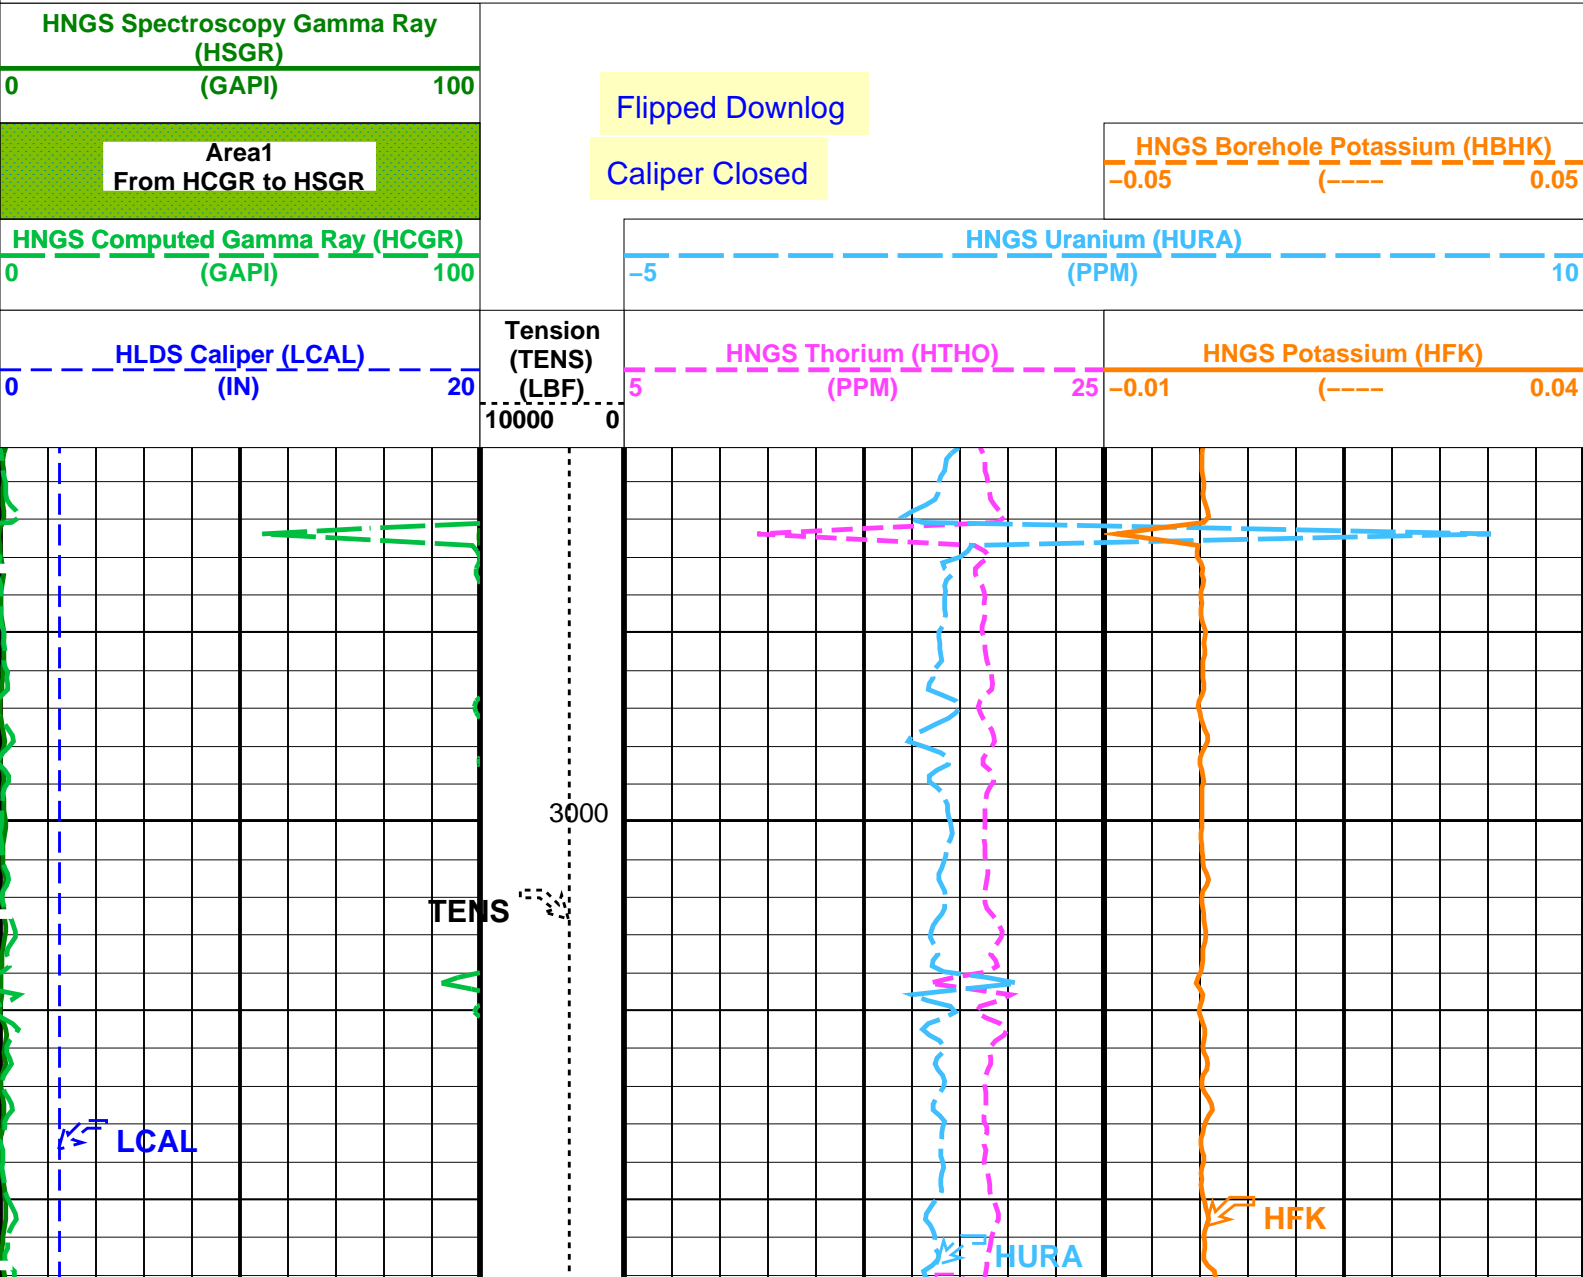 HNGS Spectroscopy Gamma Ray
(HSGR)
0 (GAPI) 100
Flipped Downlog
Area1
From HCGR to HSGR
Caliper Closed
HNGS Borehole Potassium (HBHK)
−0.05 (−−−− 0.05
HNGS Computed Gamma Ray (HCGR)
0 (GAPI) 100
HNGS Uranium (HURA)
−5 (PPM) 10
HLDS Caliper (LCAL)
0 (IN) 20
Tension
(TENS)
(LBF)
10000 0
HNGS Thorium (HTHO)
5 (PPM) 25
HNGS Potassium (HFK)
−0.01 (−−−− 0.04
3000
TENS
LCAL
HFK
HURA